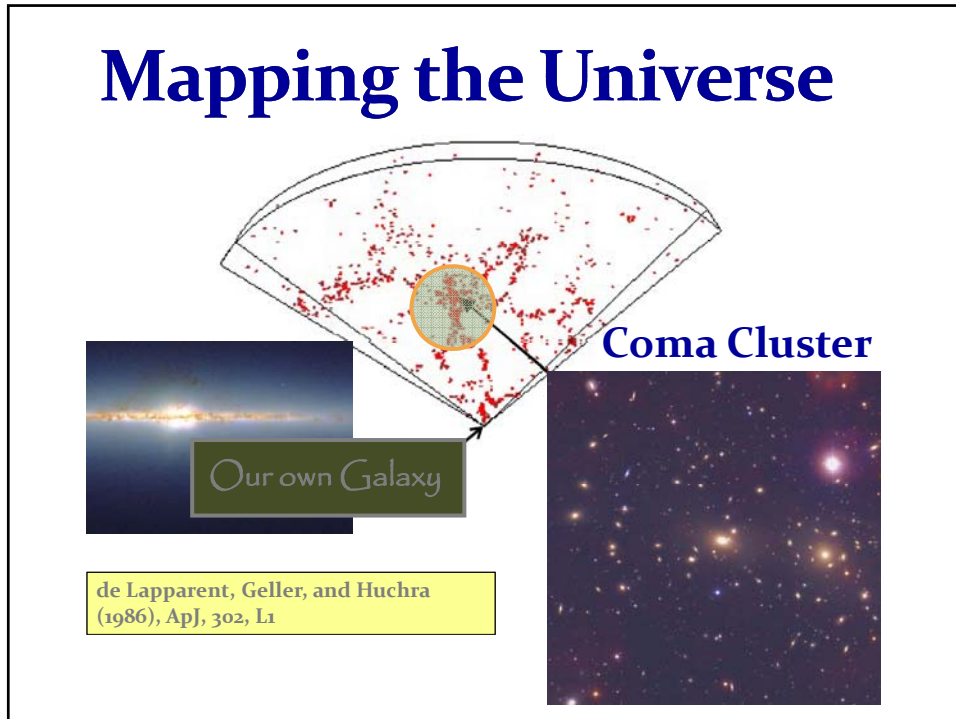 Mapping the Universe
Coma Cluster
Our own Galaxy
de Lapparent, Geller, and Huchra
(1986), ApJ, 302, L1